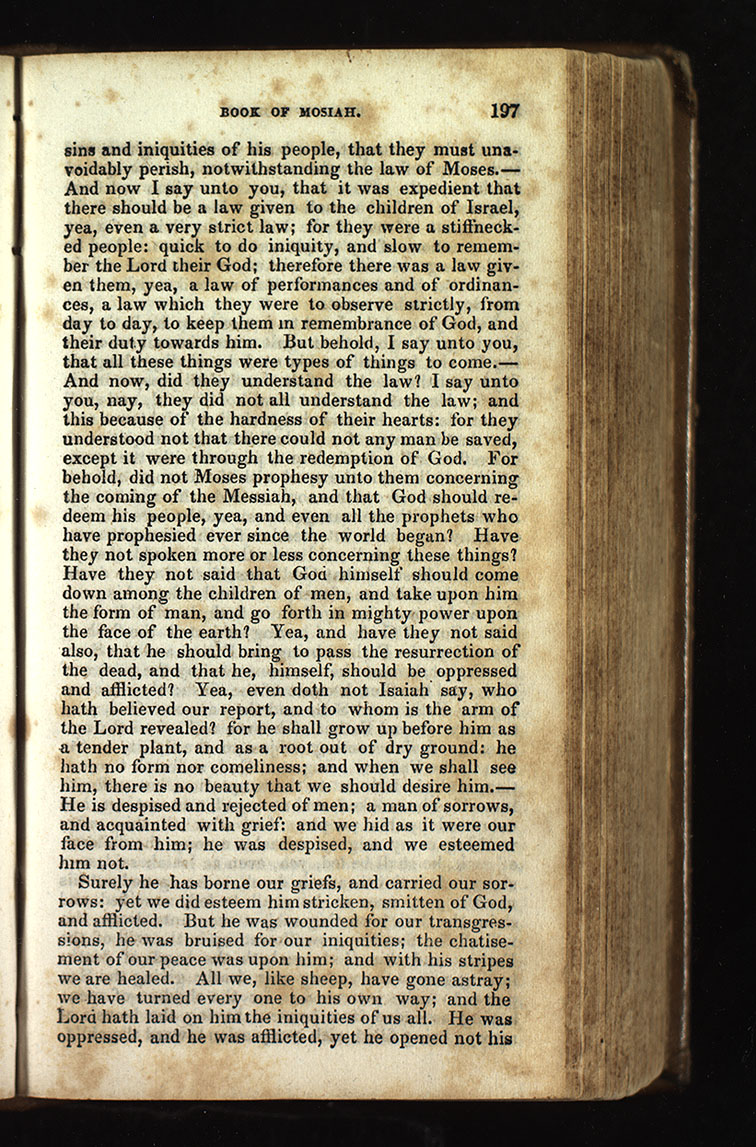 BOOK OF MOSIAH. 197
sins and iniquities of his people, that they must una-
voidably perish, notwithstanding the law of Moses.—
And now I say unto you, that it was expedient that
there should be a law given to the children of Israel,
yea, even a very strict law; for they were a stiffneck-
ed people: quick to do iniquity, and slow to remem-
ber the Lord their God; therefore there was a law giv-
en them, yea, a law of performances and of ordinan-
ces, a law which they were to observe strictly, from
day to day, to keep them in remembrance of God, and
their duty towards him. But behold, I say unto you,
that all these things were types of things to come.—
And now, did they understand the law? I say unto
you, nay, they did not all understand the law; and
this because of the hardness of their hearts: for they
understood not that there could not any man be saved,
except it were through the redemption of God. For
behold, did not Moses prophesy unto them concerning
the coming of the Messiah, and that God should re-
deem his people, yea, and even all the prophets who
have prophesied ever since the world began? Have
they not spoken more or less concerning these things?
Have they not said that God himself should come
down among the children of men, and take upon him
the form of man, and go forth in mighty power upon
the face of the earth? Yea, and have they not said
also, that he should bring to pass the resurrection of
the dead, and that he, himself, should be oppressed
and afflicted? Yea, even doth not Isaiah say, who
hath believed our report, and to whom is the arm of
the Lord revealed? for he shall grow up before him as
a tender plant, and as a root out of dry ground: he
hath no form nor comeliness; and when we shall see
him, there is no beauty that we should desire him.—
He is despised and rejected of men; a man of sorrows,
and acquainted with grief: and we hid as it were our
face from him; he was despised, and we esteemed
him not.
Surely he has borne our griefs, and carried our sor-
rows: yet we did esteem him stricken, smitten of God,
and afflicted. But he was wounded for our transgres-
sions, he was bruised for our iniquities; the chatise-
ment of our peace was upon him; and with his stripes
we are healed. All we, like sheep, have gone astray;
we have turned every one to his own way; and the
Lord hath laid on him the iniquities of us all. He was
oppressed, and he was afflicted, yet he opened not his